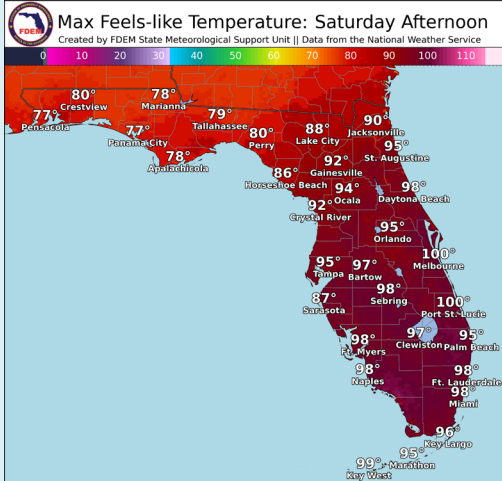 Max Feels-like Temperature: Saturday Afternoon
FDEM
Created by FDEM State Meteorological Support Unit || Data from the National Weather Service
0 10 20 30 40 50 60 70 80 90 100 110
80°
Crestview
78°
Marianna
77°
Pensacola
79°
Tallahassee
77°
Panama City
80°
Perry
88°
Lake City
90°
Jacksonville
95°
St. Augustine
78°
Apalachicola
92°
Gainesville
86°
Horseshoe Beach
94°
Ocala
98°
Daytona Beach
92°
Crystal River
95°
Orlando
100°
Melbourne
95°
Tampa
97°
Bartow
98°
Sebring
87°
Sarasota
100°
Port St. Lucie
97°
Clewiston
95°
Palm Beach
98°
Ft. Myers
98°
Naples
98°
Ft. Lauderdale
98°
Miami
96°
Key Largo
95°
Marathon
99°
Key West